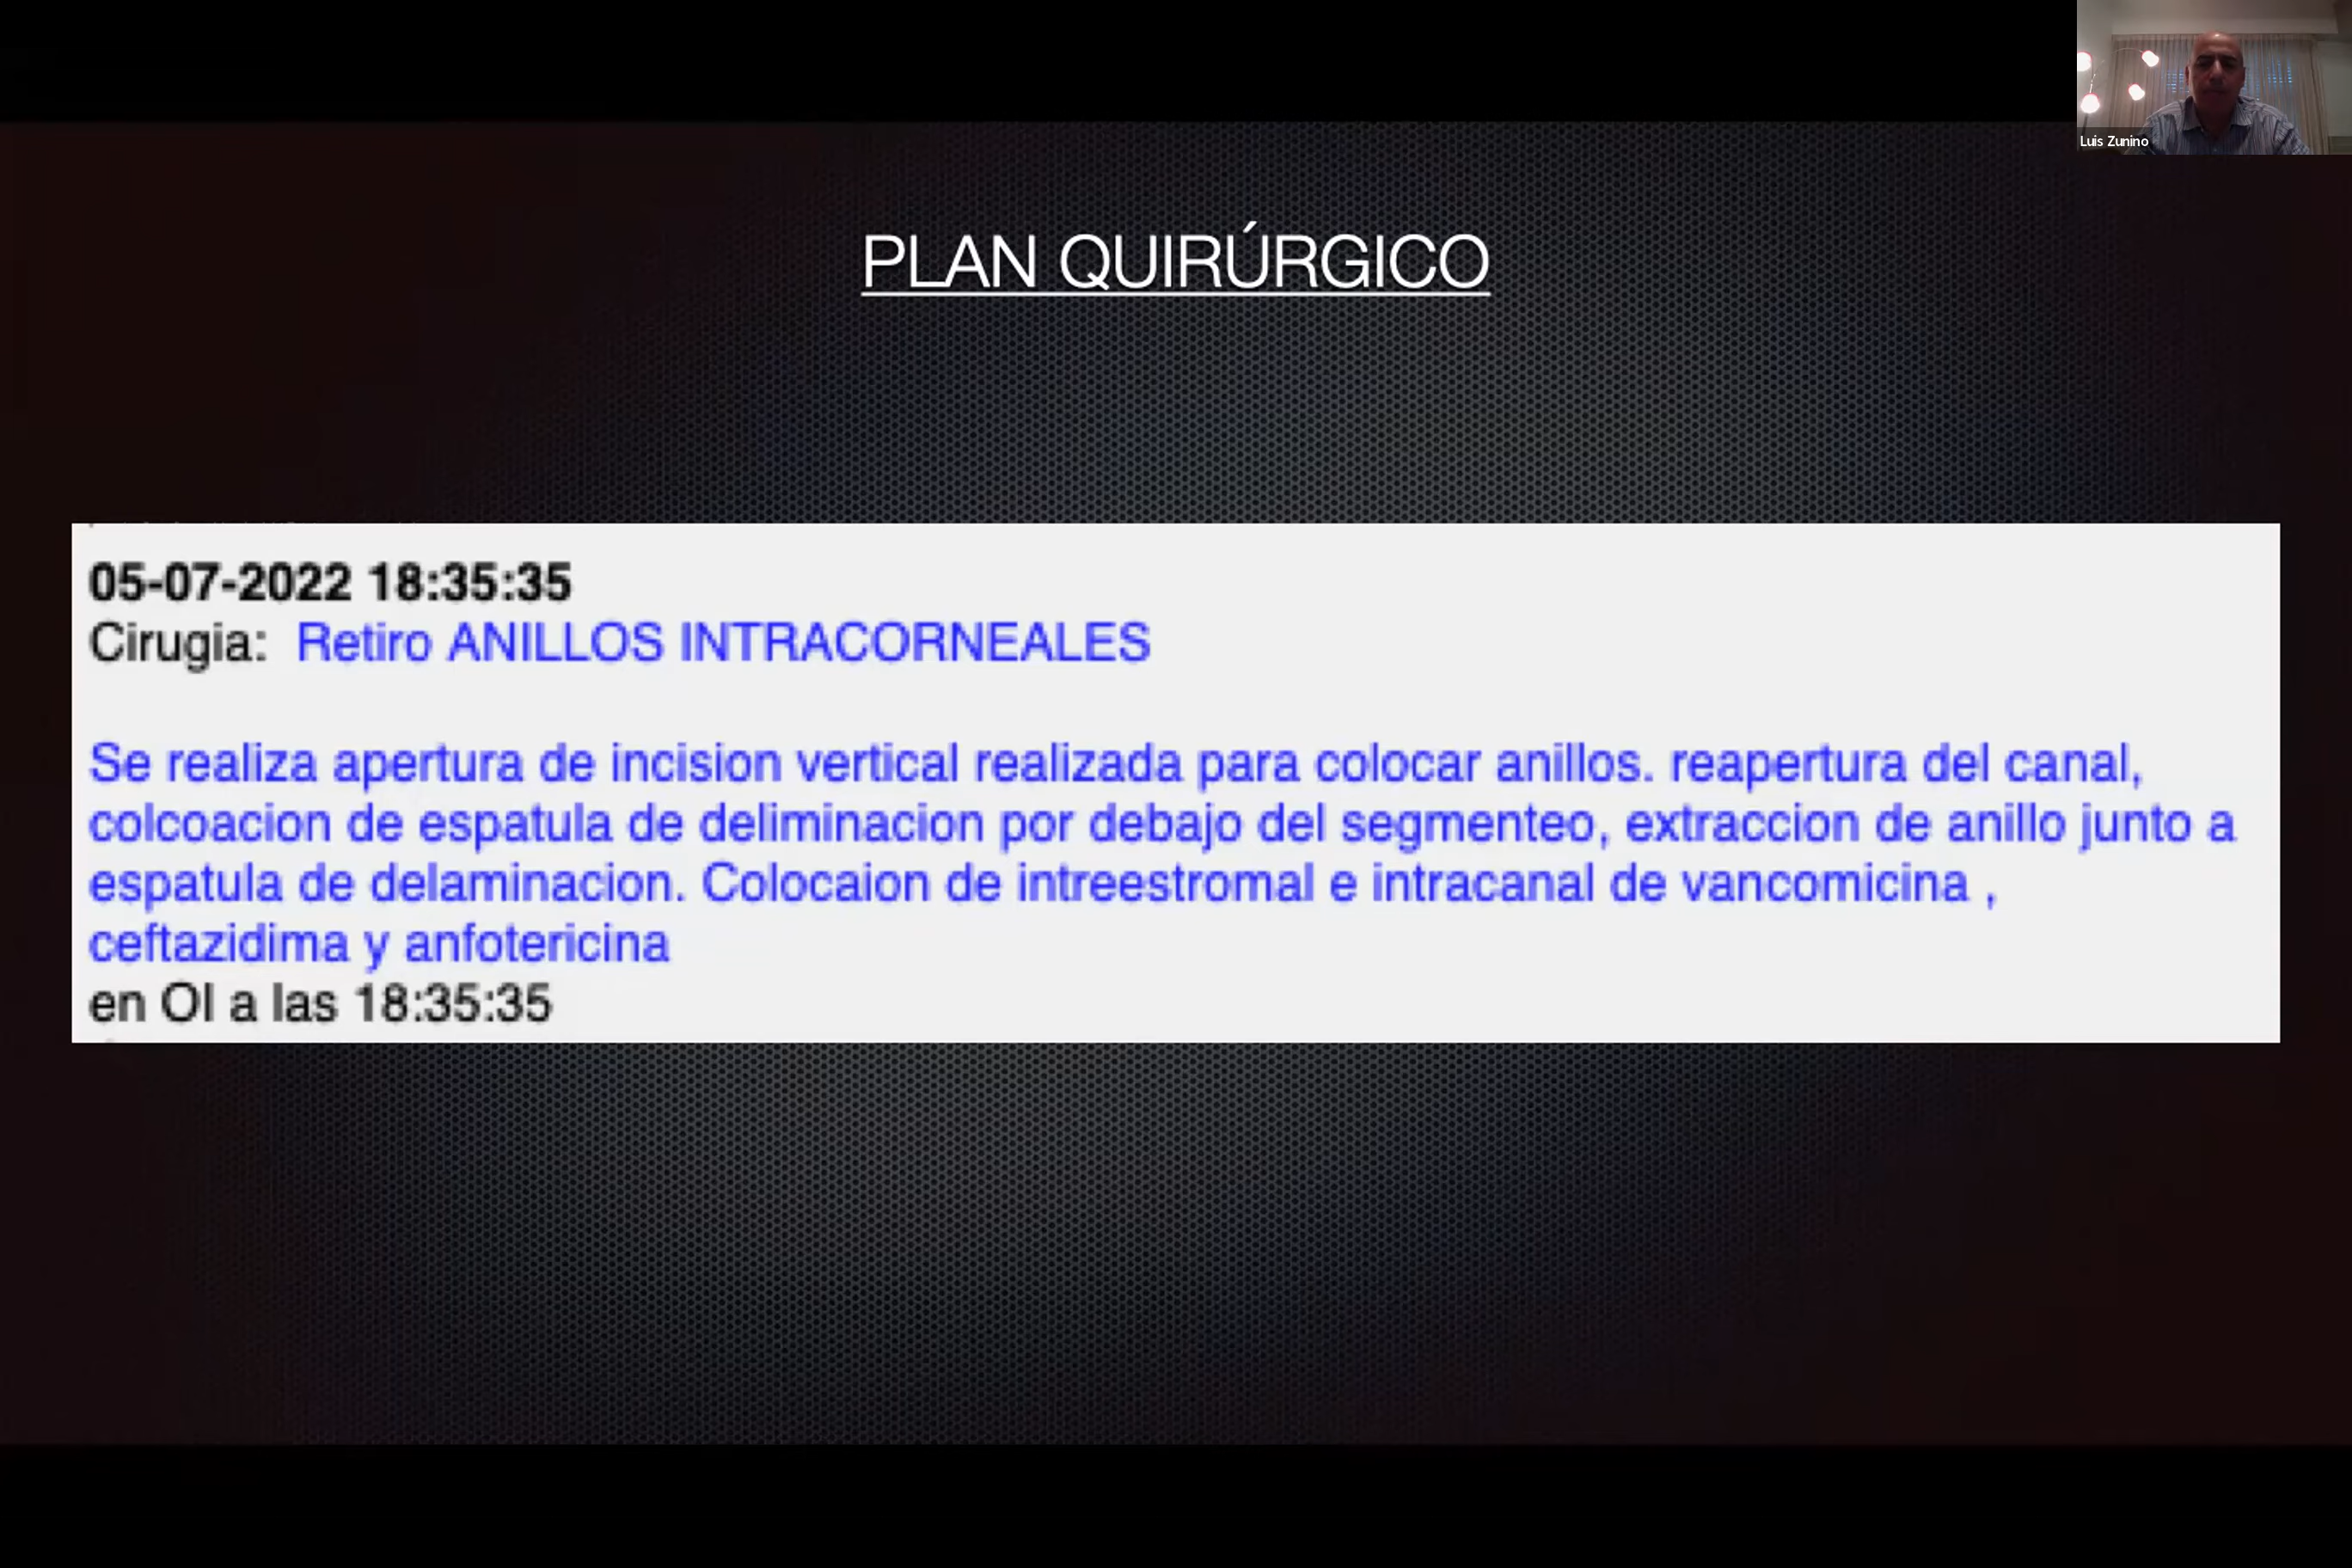 Luis Zunino
PLAN QUIRÚRGICO
05-07-2022 18:35:35
Cirugia: Retiro ANILLOS INTRACORNEALES
Se realiza apertura de incision vertical realizada para colocar anillos. reapertura del canal,
colcoacion de espatula de deliminacion por debajo del segmenteo, extraccion de anillo junto a
espatula de delaminacion. Colocaion de intreestromal e intracanal de vancomicina ,
ceftazidima y anfotericina
en OI a las 18:35:35